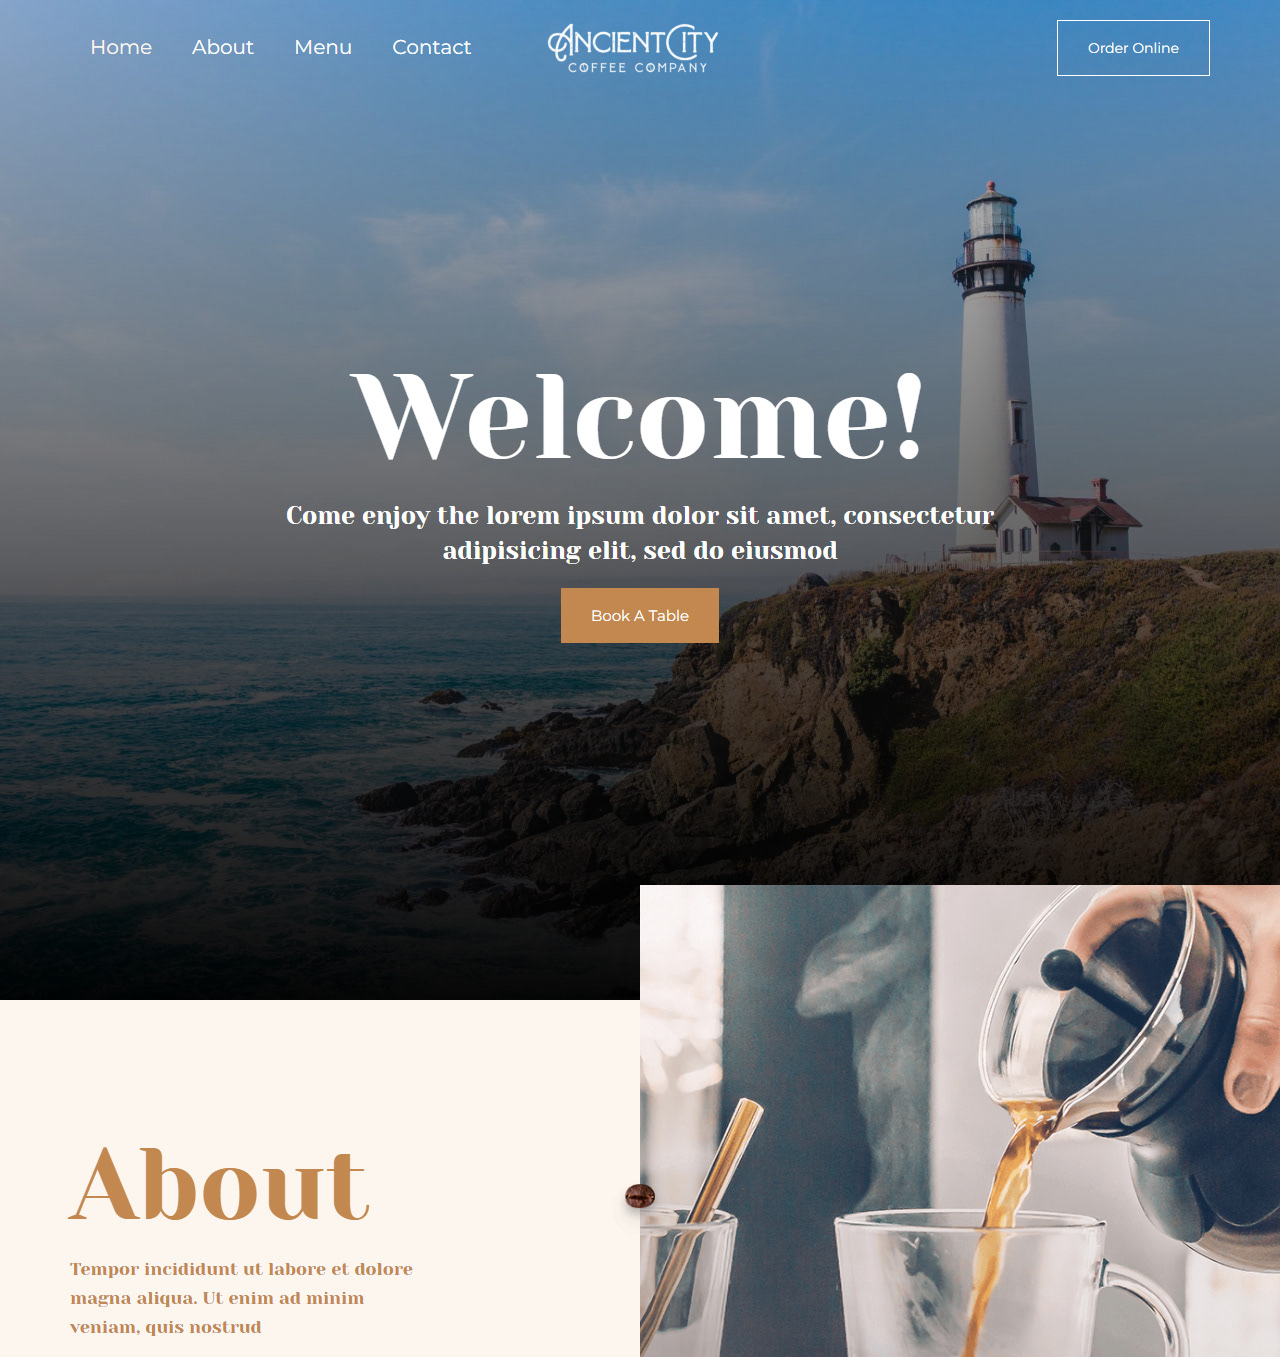 Home About Menu Contact
ANCIENT CITY
COFFEE COMPANY
Order Online
Welcome!
Come enjoy the lorem ipsum dolor sit amet, consectetur
adipisicing elit, sed do eiusmod
Book A Table
About
Tempor incididunt ut labore et dolore
magna aliqua. Ut enim ad minim
veniam, quis nostrud